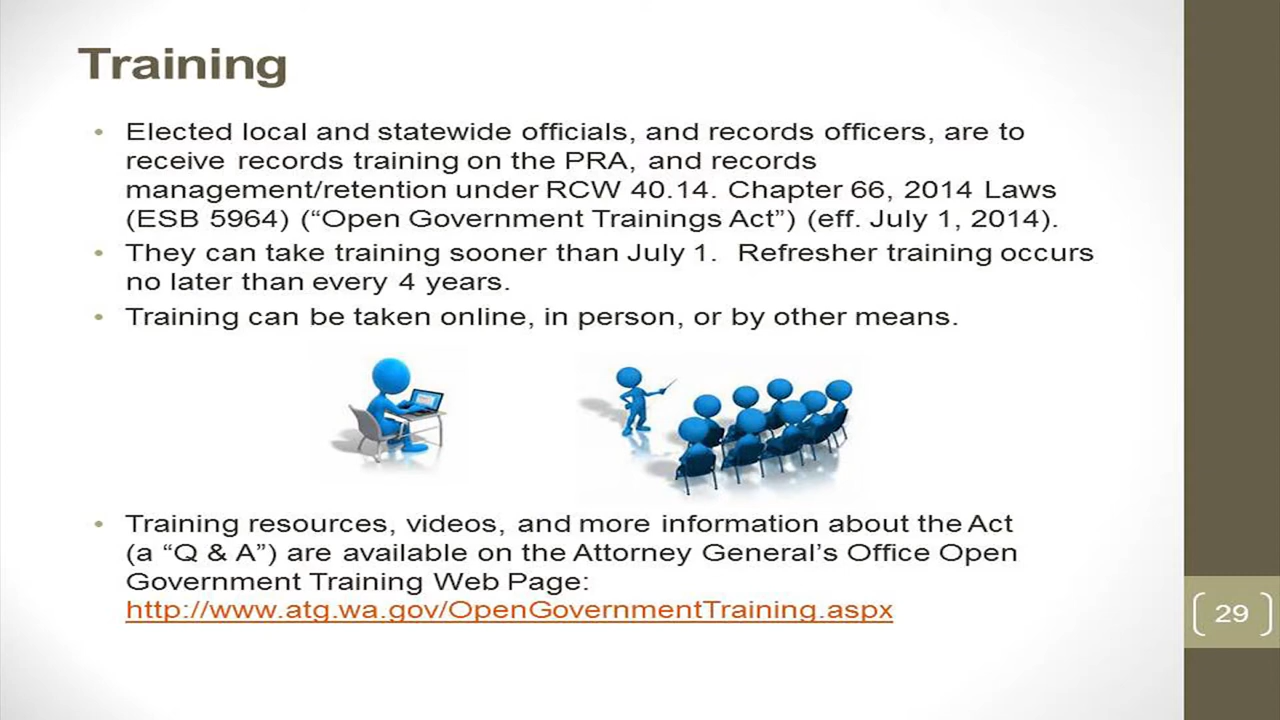 Training
• Elected local and statewide officials, and records officers, are to
receive records training on the PRA, and records
management/retention under RCW 40.14. Chapter 66, 2014 Laws
(ESB 5964) (“Open Government Trainings Act”) (eff. July 1, 2014).
• They can take training sooner than July 1.  Refresher training occurs
no later than every 4 years.
• Training can be taken online, in person, or by other means.
• Training resources, videos, and more information about the Act
(a “Q & A”) are available on the Attorney General’s Office Open
Government Training Web Page:
http://www.atg.wa.gov/OpenGovernmentTraining.aspx
29